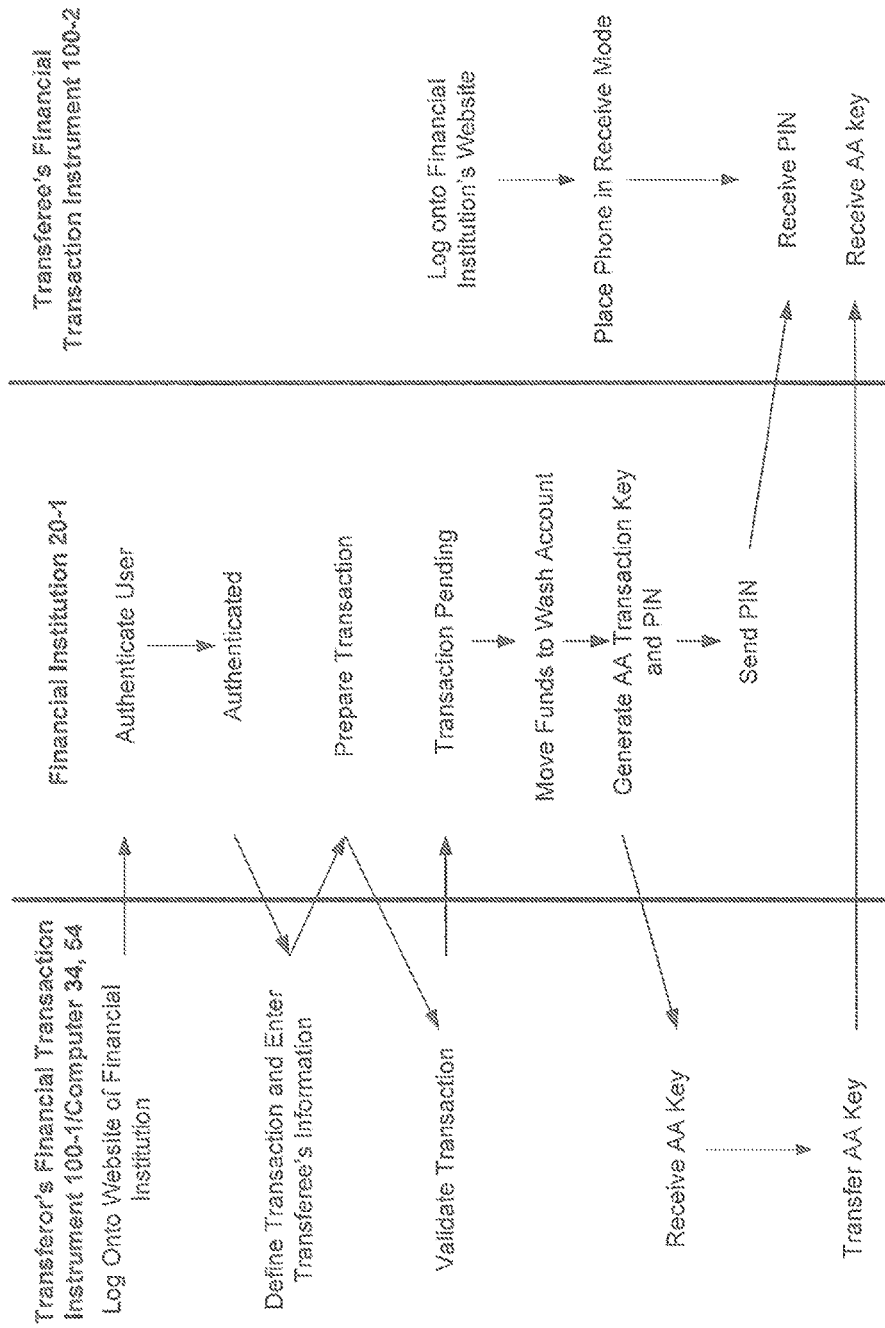 Transferor's Financial Transaction
Instrument 100-1/Computer 34, 54
Log Onto Website of Financial
Institution
Define Transaction and Enter
Transferee's Information
Validate Transaction
Receive AA Key
Transfer AA Key
Financial Institution 20-1
Authenticate User
Authenticated
Prepare Transaction
Transaction Pending
Move Funds to Wash Account
Generate AA Transaction Key
and PIN
Send PIN
Transferee's Financial
Transaction Instrument 100-2
Log onto Financial
Institution's Website
Place Phone in Receive Mode
Receive PIN
Receive AA key